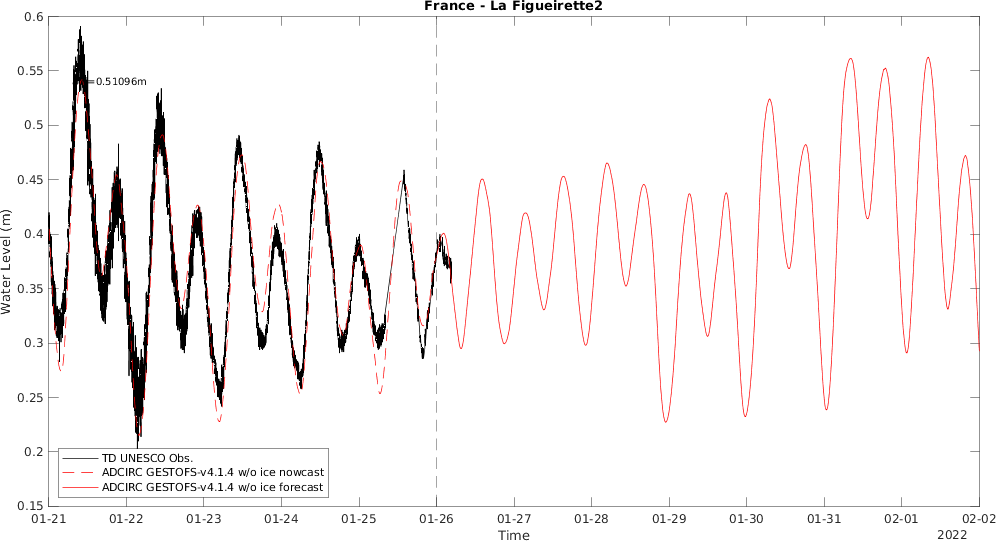 France - La Figueirette2
0.6
0.55
=0.51096m
0.5
0.45
0.4
0.35
0.3
0.25
0.2
0.15
Water Level (m)
TD UNESCO Obs.
ADCIRC GESTOFS-v4.1.4 w/o ice nowcast
ADCIRC GESTOFS-v4.1.4 w/o ice forecast
01-21 01-22 01-23 01-24 01-25 01-26 01-27 01-28 01-29 01-30 01-31 02-01 02-02
Time
2022